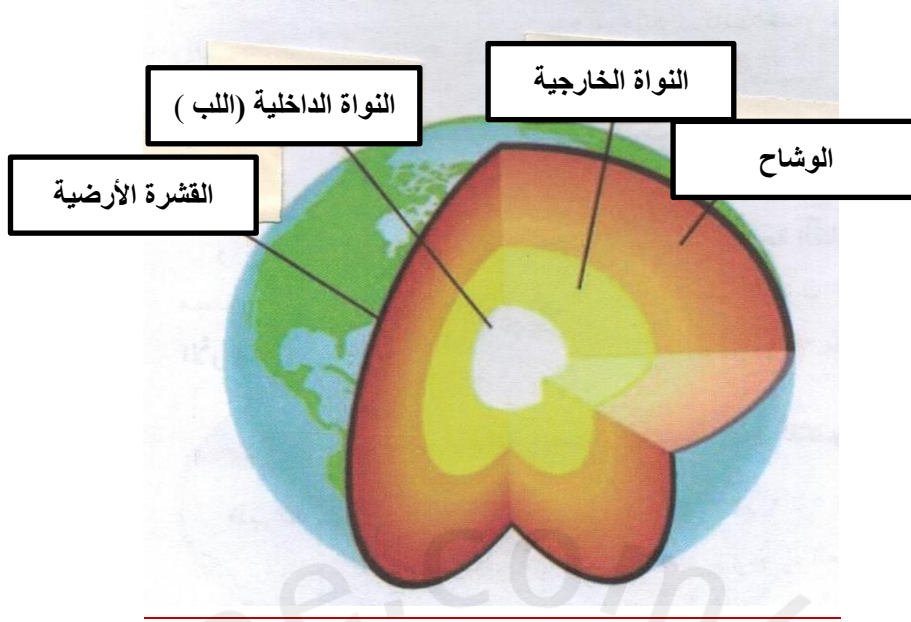 النواة الخارجية
النواة الداخلية (اللب )
الوشاح
القشرة الأرضية